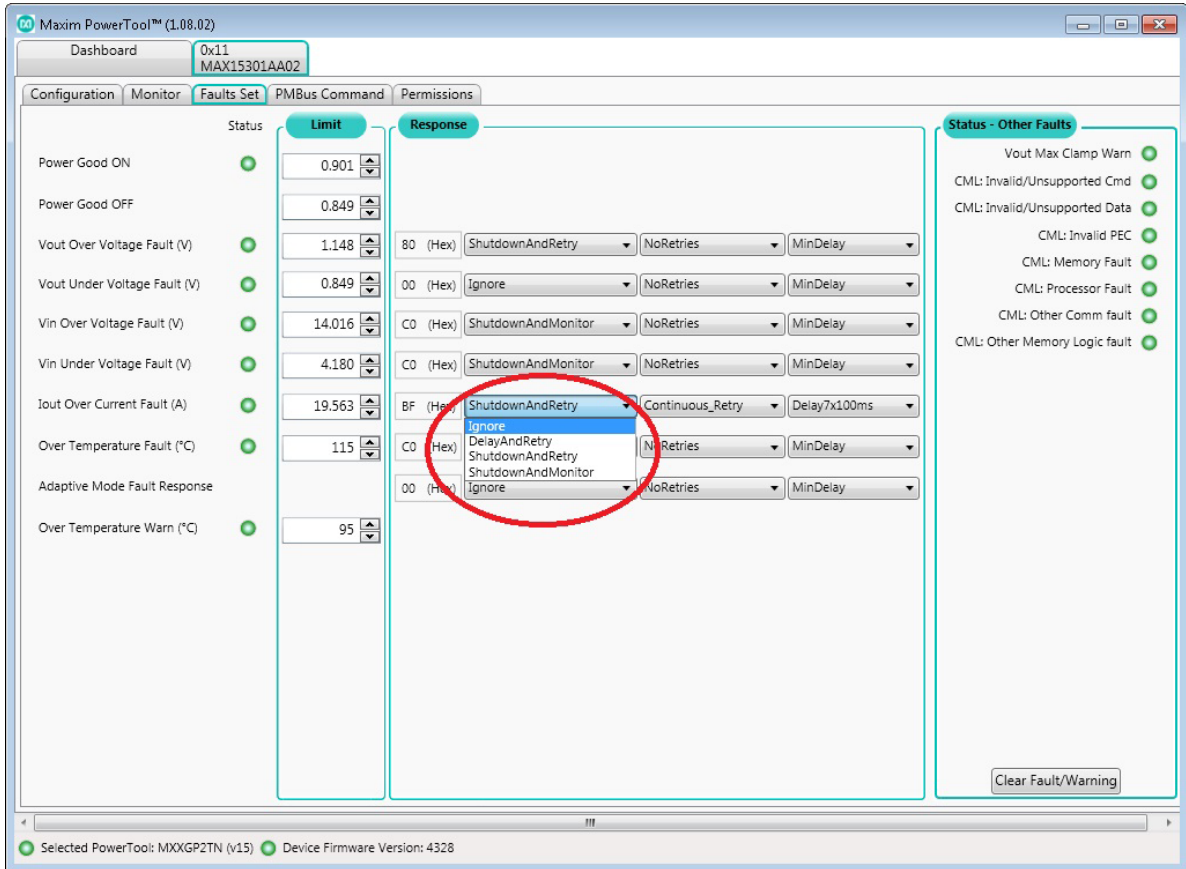 Maxim PowerTool™ (1.08.02)
Dashboard
0x11
MAX15301AA02
Configuration Monitor Faults Set PMBus Command Permissions
Status Limit Response Status - Other Faults
Power Good ON 0.901
Power Good OFF 0.849
Vout Over Voltage Fault (V) 1.148 80 (Hex) ShutdownAndRetry NoRetries MinDelay
Vout Under Voltage Fault (V) 0.849 00 (Hex) Ignore NoRetries MinDelay
Vin Over Voltage Fault (V) 14.016 C0 (Hex) ShutdownAndMonitor NoRetries MinDelay
Vin Under Voltage Fault (V) 4.180 C0 (Hex) ShutdownAndMonitor NoRetries MinDelay
Iout Over Current Fault (A) 19.563 BF (Hex) ShutdownAndRetry Continuous_Retry Delay7x100ms
Ignore
DelayAndRetry
ShutdownAndRetry
ShutdownAndMonitor
Over Temperature Fault (°C) 115 C0 (Hex) NoRetries MinDelay
Adaptive Mode Fault Response 00 (Hex) Ignore NoRetries MinDelay
Over Temperature Warn (°C) 95
Vout Max Clamp Warn
CML: Invalid/Unsupported Cmd
CML: Invalid/Unsupported Data
CML: Invalid PEC
CML: Memory Fault
CML: Processor Fault
CML: Other Comm fault
CML: Other Memory Logic fault
Clear Fault/Warning
Selected PowerTool: MXXGP2TN (v15) Device Firmware Version: 4328